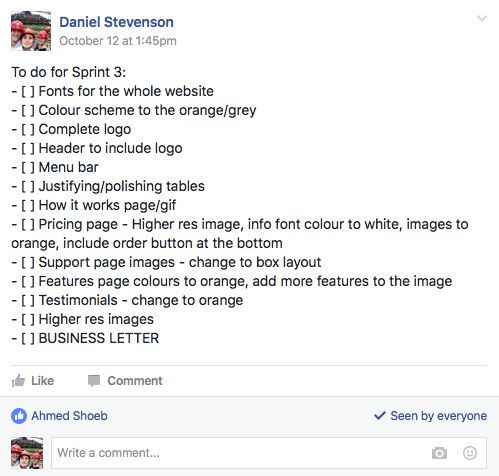 Daniel Stevenson
October 12 at 1:45pm
To do for Sprint 3:
- [ ] Fonts for the whole website
- [ ] Colour scheme to the orange/grey
- [ ] Complete logo
- [ ] Header to include logo
- [ ] Menu bar
- [ ] Justifying/polishing tables
- [ ] How it works page/gif
- [ ] Pricing page - Higher res image, info font colour to white, images to
orange, include order button at the bottom
- [ ] Support page images - change to box layout
- [ ] Features page colours to orange, add more features to the image
- [ ] Testimonials - change to orange
- [ ] Higher res images
- [ ] BUSINESS LETTER
Like Comment
Ahmed Shoeb Seen by everyone
Write a comment...